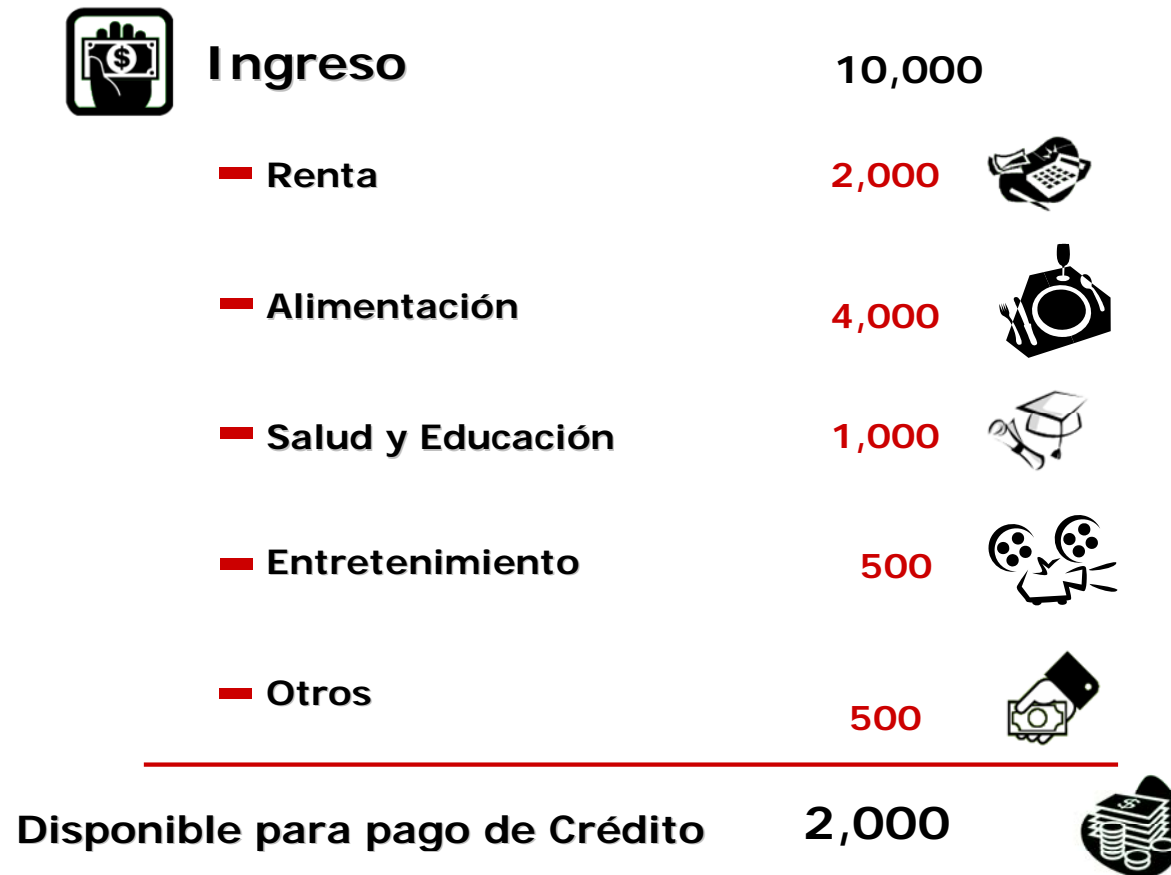 Ingreso 10,000
Renta 2,000
Alimentación 4,000
Salud y Educación 1,000
Entretenimiento 500
Otros 500
Disponible para pago de Crédito 2,000